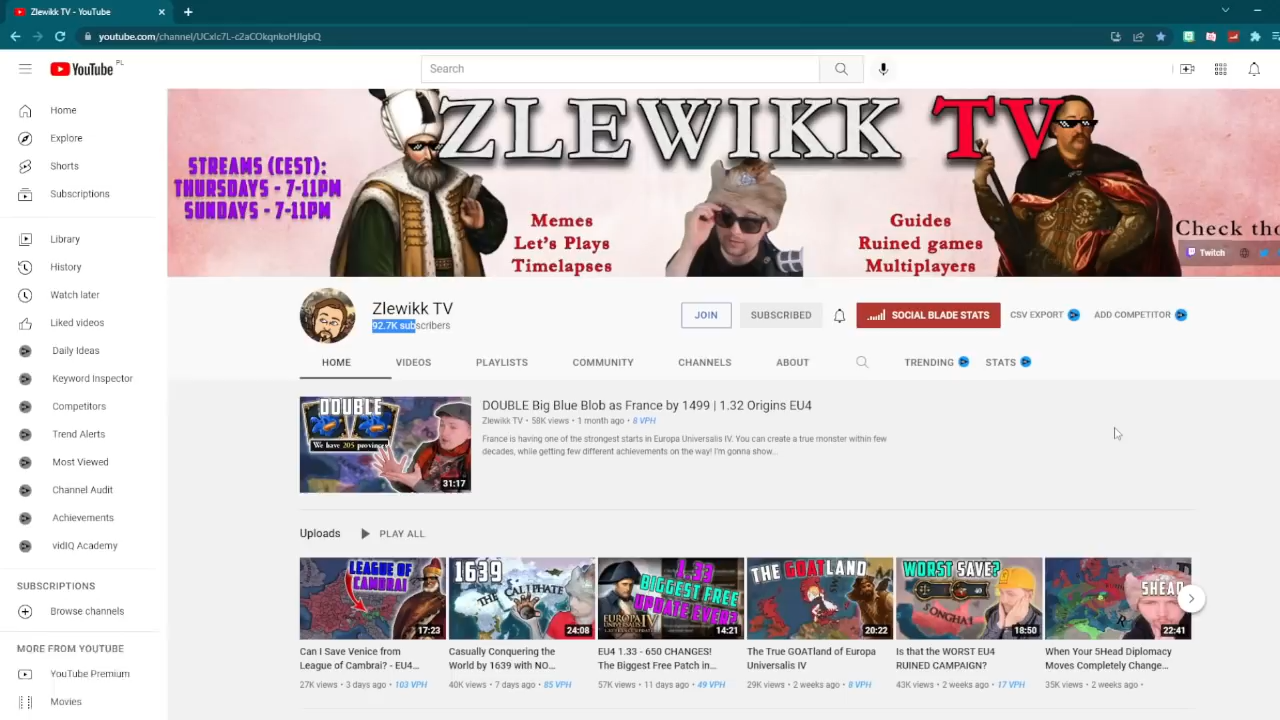 Zlewikk TV - YouTube
youtube.com/channel/UCxlc7L-c2aCOkqnkoHJlgbQ
YouTube PL
Search
Home
Explore
Shorts
Subscriptions
Library
History
Watch later
Liked videos
Daily Ideas
Keyword Inspector
Competitors
Trend Alerts
Most Viewed
Channel Audit
Achievements
vidIQ Academy
SUBSCRIPTIONS
Browse channels
MORE FROM YOUTUBE
YouTube Premium
Movies
ZLEWIKK TV
STREAMS (CEST):
THURSDAYS - 7-11PM
SUNDAYS - 7-11PM
Memes
Let's Plays
Timelapses
Guides
Ruined games
Multiplayers
Check
Twitch
Zlewikk TV
92.7K subscribers
JOIN
SUBSCRIBED
SOCIAL BLADE STATS
CSV EXPORT
ADD COMPETITOR
HOME VIDEOS PLAYLISTS COMMUNITY CHANNELS ABOUT TRENDING STATS
DOUBLE
We have 205 provinces
31:17
DOUBLE Big Blue Blob as France by 1499 | 1.32 Origins EU4
Zlewikk TV • 58K views • 1 month ago • 8 VPH
France is having one of the strongest starts in Europa Universalis IV. You can create a true monster within few
decades, while getting few different achievements on the way! I'm gonna show...
Uploads PLAY ALL
LEAGUE OF
CAMBRAI
17:23
Can I Save Venice from
League of Cambrai? - EU4...
27K views • 3 days ago • 103 VPH
1639
THE CALIPHATE
24:08
Casually Conquering the
World by 1639 with NO...
40K views • 7 days ago • 85 VPH
1.33
BIGGEST FREE
UPDATE EVER?
EUROPA
UNIVERSALIS IV
14:21
EU4 1.33 - 650 CHANGES!
The Biggest Free Patch in...
57K views • 11 days ago • 49 VPH
THE GOATLAND
20:22
The True GOATland of Europa
Universalis IV
29K views • 2 weeks ago • 8 VPH
WORST SAVE?
SONGHAI
18:50
Is that the WORST EU4
RUINED CAMPAIGN?
43K views • 2 weeks ago • 17 VPH
5HEAD
22:41
When Your 5Head Diplomacy
Moves Completely Change...
35K views • 2 weeks ago •